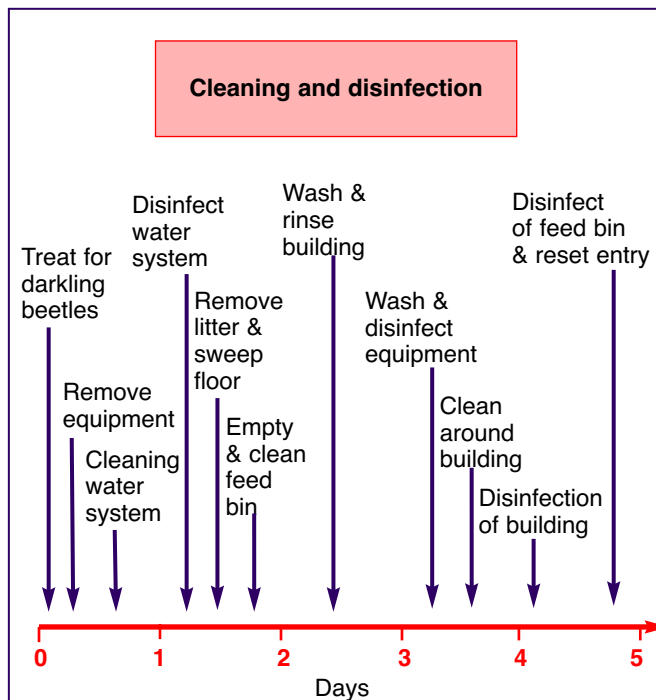 Cleaning and disinfection
Treat for
darkling
beetles
Remove
equipment
Cleaning
water
system
Disinfect
water
system
Remove
litter &
sweep
floor
Empty
& clean
feed
bin
Wash &
rinse
building
Wash &
disinfect
equipment
Clean
around
building
Disinfection
of building
Disinfect
of feed bin
& reset entry
0 1 2 3 4 5
Days